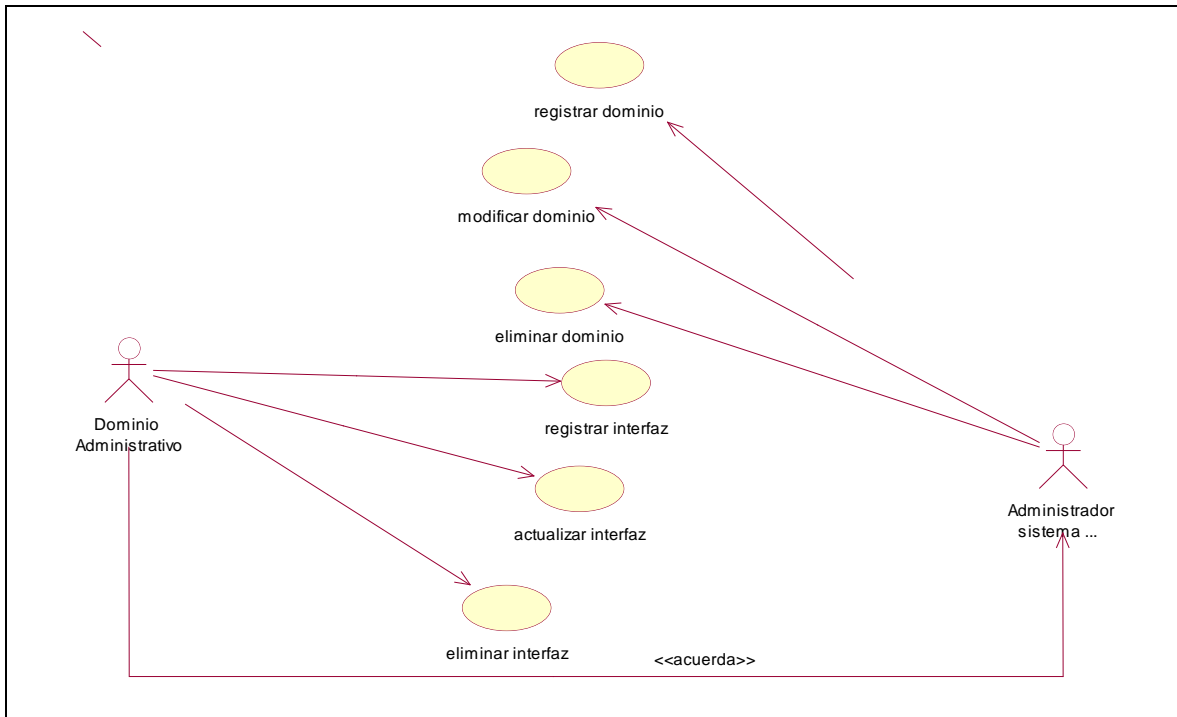 registrar dominio
modificar dominio
eliminar dominio
registrar interfaz
Dominio
Administrativo
actualizar interfaz
Administrador
sistema ...
eliminar interfaz
<<acuerda>>